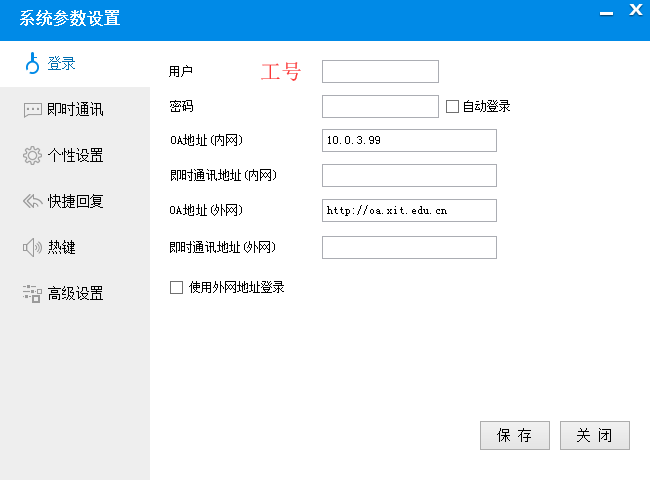 系统参数设置
登录
即时通讯
个性设置
快捷回复
热键
高级设置
用户 工号
密码 自动登录
OA地址(内网) 10.0.3.99
即时通讯地址(内网)
OA地址(外网) http://oa.xit.edu.cn
即时通讯地址(外网)
使用外网地址登录
保存 关闭